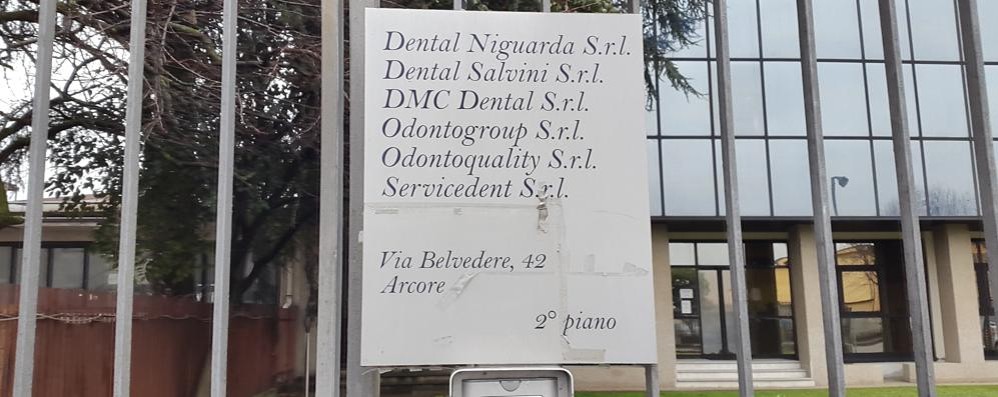 Dental Niguarda S.r.l.
Dental Salvini S.r.l.
DMC Dental S.r.l.
Odontogroup S.r.l.
Odontoquality S.r.l.
Servicedent S.r.l.
Via Belvedere, 42
Arcore
2° piano